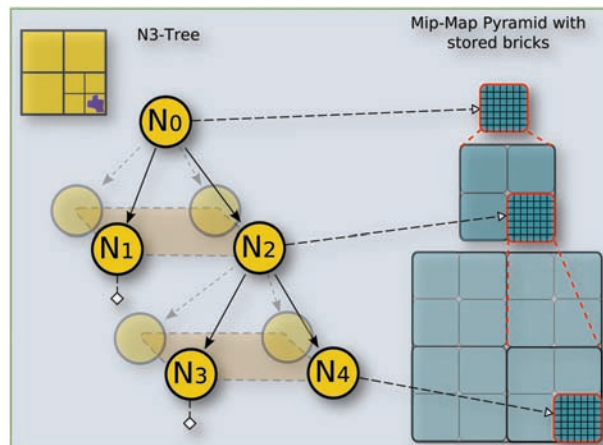 N3-Tree
Mip-Map Pyramid with
stored bricks
N0
N1
N2
N3
N4